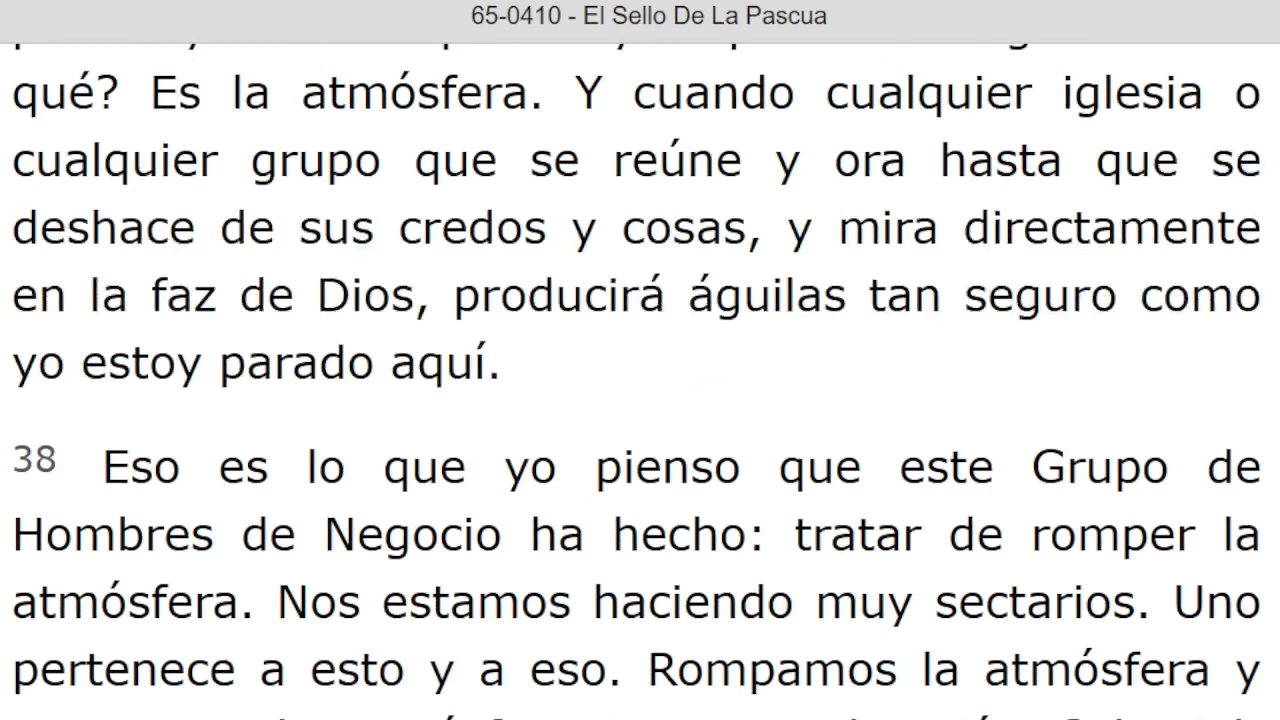 65-0410 - El Sello De La Pascua
qué? Es la atmósfera. Y cuando cualquier iglesia o
cualquier grupo que se reúne y ora hasta que se
deshace de sus credos y cosas, y mira directamente
en la faz de Dios, producirá águilas tan seguro como
yo estoy parado aquí.
38 Eso es lo que yo pienso que este Grupo de
Hombres de Negocio ha hecho: tratar de romper la
atmósfera. Nos estamos haciendo muy sectarios. Uno
pertenece a esto y a eso. Rompamos la atmósfera y